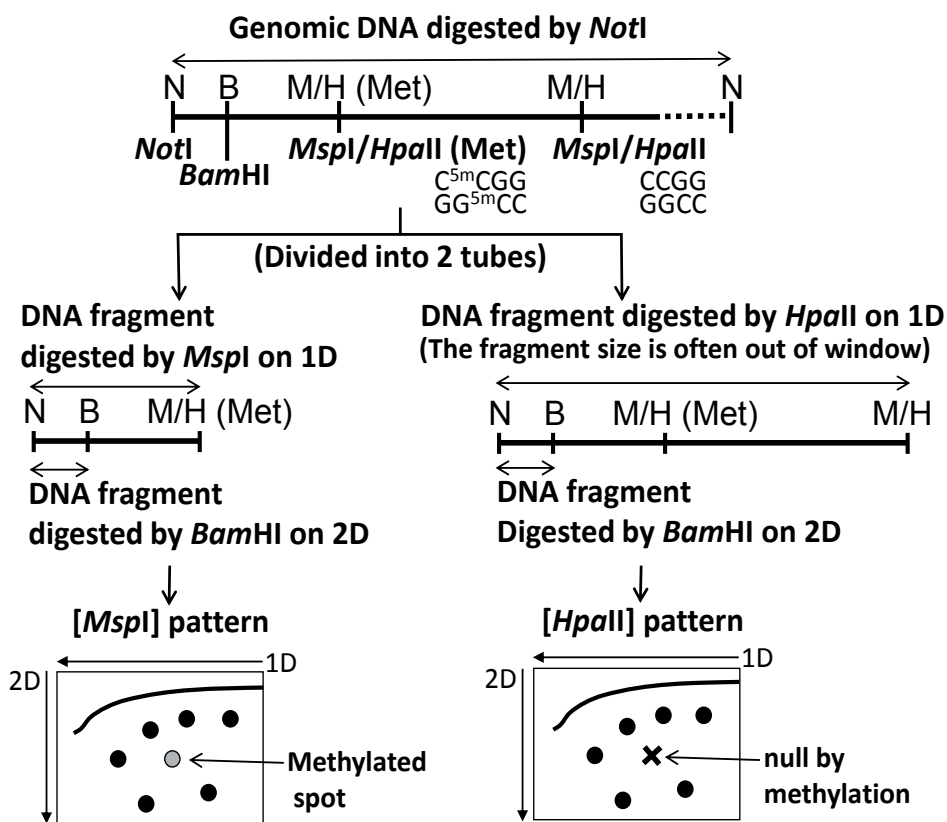 Genomic DNA digested by NotI
N B M/H (Met) M/H N
NotI MspI/HpaII (Met) MspI/HpaII
BamHI
C5mCGG CCGG
GG5mCC GGCC
(Divided into 2 tubes)
DNA fragment
digested by MspI on 1D
N B M/H (Met)
DNA fragment
digested by BamHI on 2D
[MspI] pattern
1D
2D
Methylated
spot
DNA fragment digested by HpaII on 1D
(The fragment size is often out of window)
N B M/H (Met) M/H
DNA fragment
Digested by BamHI on 2D
[HpaII] pattern
1D
2D
null by
methylation